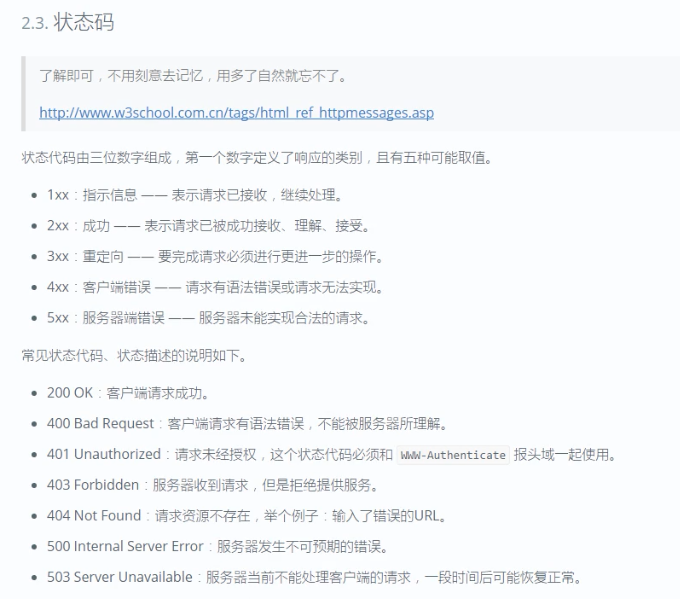 2.3. 状态码
了解即可，不用刻意去记忆，用多了自然就忘不了。
http://www.w3school.com.cn/tags/html_ref_httpmessages.asp
状态代码由三位数字组成，第一个数字定义了响应的类别，且有五种可能取值。
1xx：指示信息 —— 表示请求已接收，继续处理。
2xx：成功 —— 表示请求已被成功接收、理解、接受。
3xx：重定向 —— 要完成请求必须进行更进一步的操作。
4xx：客户端错误 —— 请求有语法错误或请求无法实现。
5xx：服务器端错误 —— 服务器未能实现合法的请求。
常见状态代码、状态描述的说明如下。
200 OK：客户端请求成功。
400 Bad Request：客户端请求有语法错误，不能被服务器所理解。
401 Unauthorized：请求未经授权，这个状态代码必须和 WWW-Authenticate 报头域一起使用。
403 Forbidden：服务器收到请求，但是拒绝提供服务。
404 Not Found：请求资源不存在，举个例子：输入了错误的URL。
500 Internal Server Error：服务器发生不可预期的错误。
503 Server Unavailable：服务器当前不能处理客户端的请求，一段时间后可能恢复正常。